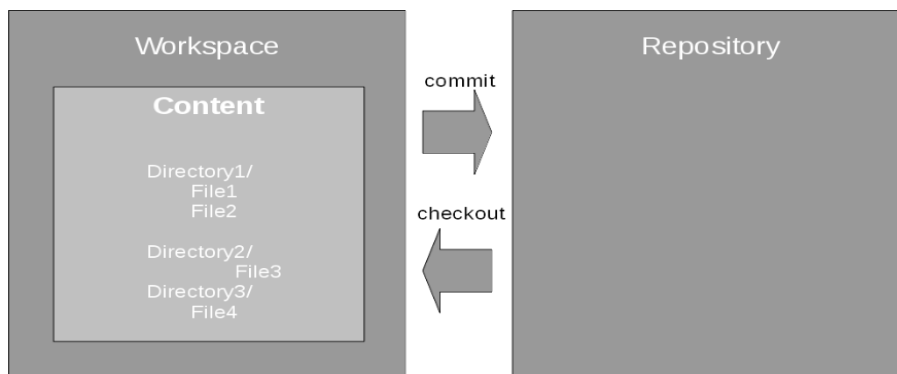 Workspace
Content
Directory1/
File1
File2
Directory2/
File3
Directory3/
File4
commit
checkout
Repository